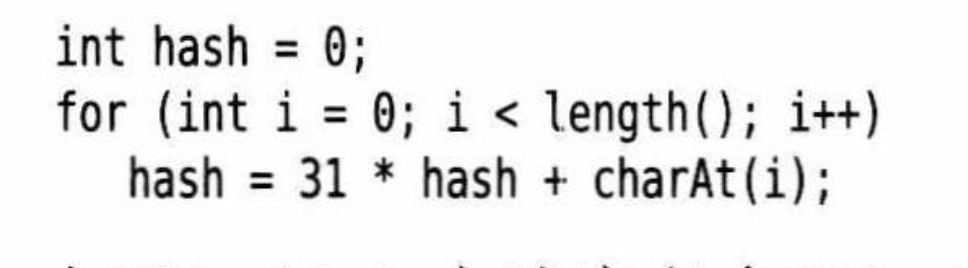 int hash = 0;
for (int i = 0; i < length(); i++)
hash = 31 * hash + charAt(i);